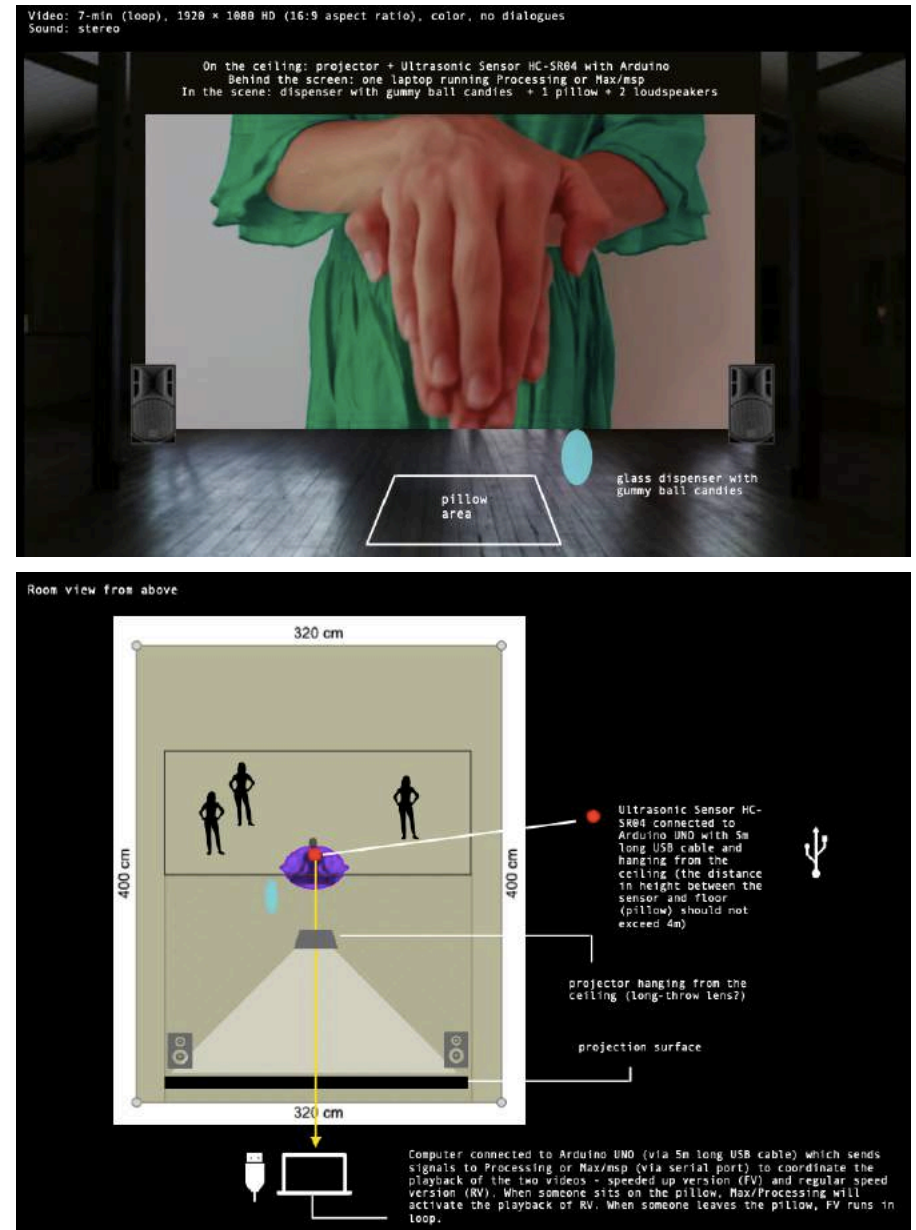 Video: 7-min (loop), 1920 × 1080 HD (16:9 aspect ratio), color, no dialogues
Sound: stereo
On the ceiling: projector + Ultrasonic Sensor HC-SR04 with Arduino
Behind the screen: one laptop running Processing or Max/msp
In the scene: dispenser with gummy ball candies + 1 pillow + 2 loudspeakers
glass dispenser with
gummy ball candies
pillow
area
Room view from above
320 cm
400 cm
400 cm
Ultrasonic Sensor HC-
SR04 connected to
Arduino UNO with 5m
long USB cable and
hanging from the
ceiling (the distance
in height between the
sensor and floor
(pillow) should not
exceed 4m)
projector hanging from the
ceiling (long-throw lens?)
projection surface
320 cm
Computer connected to Arduino UNO (via 5m long USB cable) which sends
signals to Processing or Max/msp (via serial port) to coordinate the
playback of the two videos - speeded up version (FV) and regular speed
version (RV). When someone sits on the pillow, Max/Processing will
activate the playback of RV. When someone leaves the pillow, FV runs in
loop.